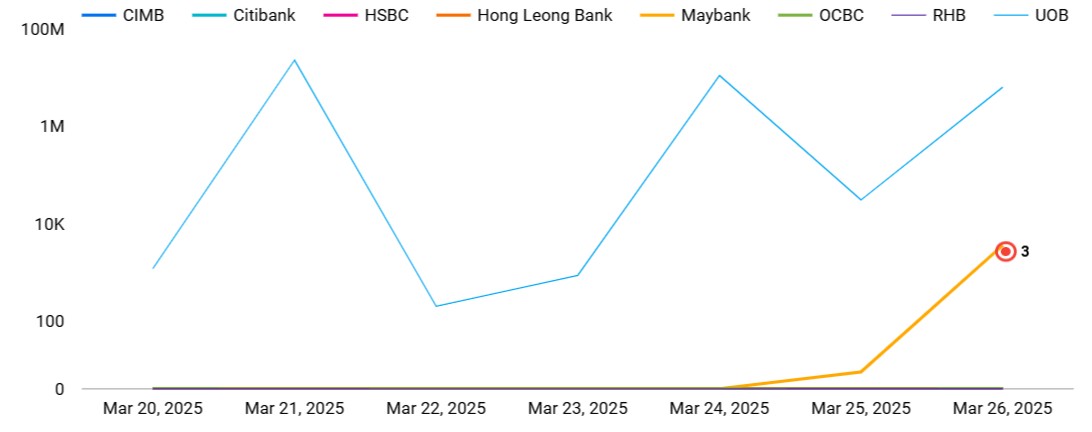 CIMB Citibank HSBC Hong Leong Bank Maybank OCBC RHB UOB
100M
1M
10K
3
100
0
Mar 20, 2025 Mar 21, 2025 Mar 22, 2025 Mar 23, 2025 Mar 24, 2025 Mar 25, 2025 Mar 26, 2025